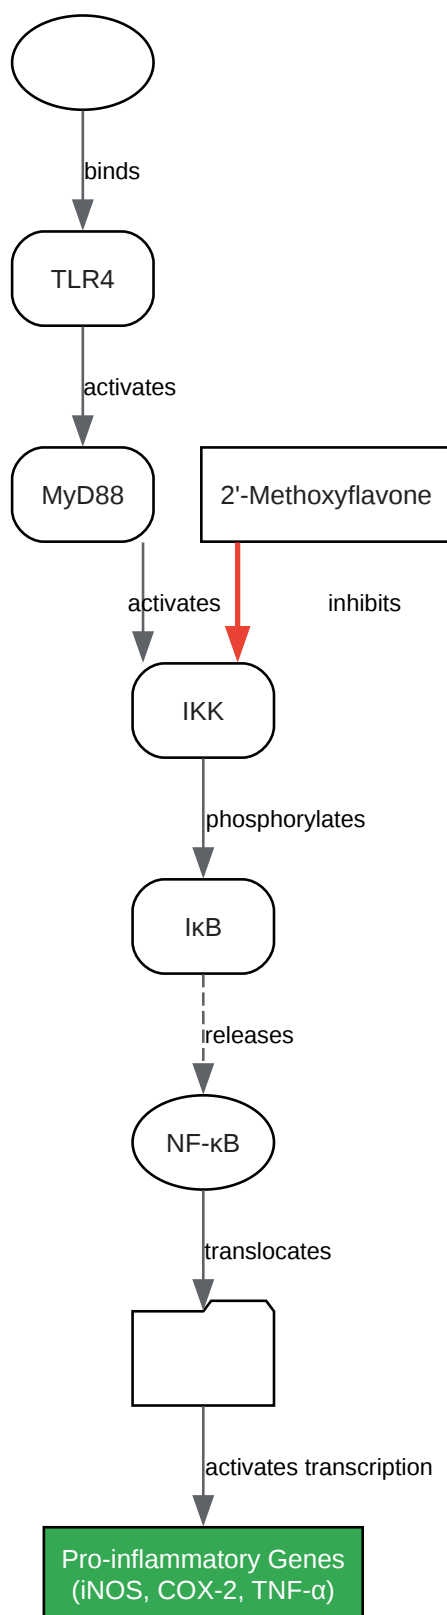 binds
TLR4
activates
MyD88
2'-Methoxyflavone
activates
inhibits
IKK
phosphorylates
IκB
releases
NF-κB
translocates
activates transcription
Pro-inflammatory Genes
(iNOS, COX-2, TNF-α)